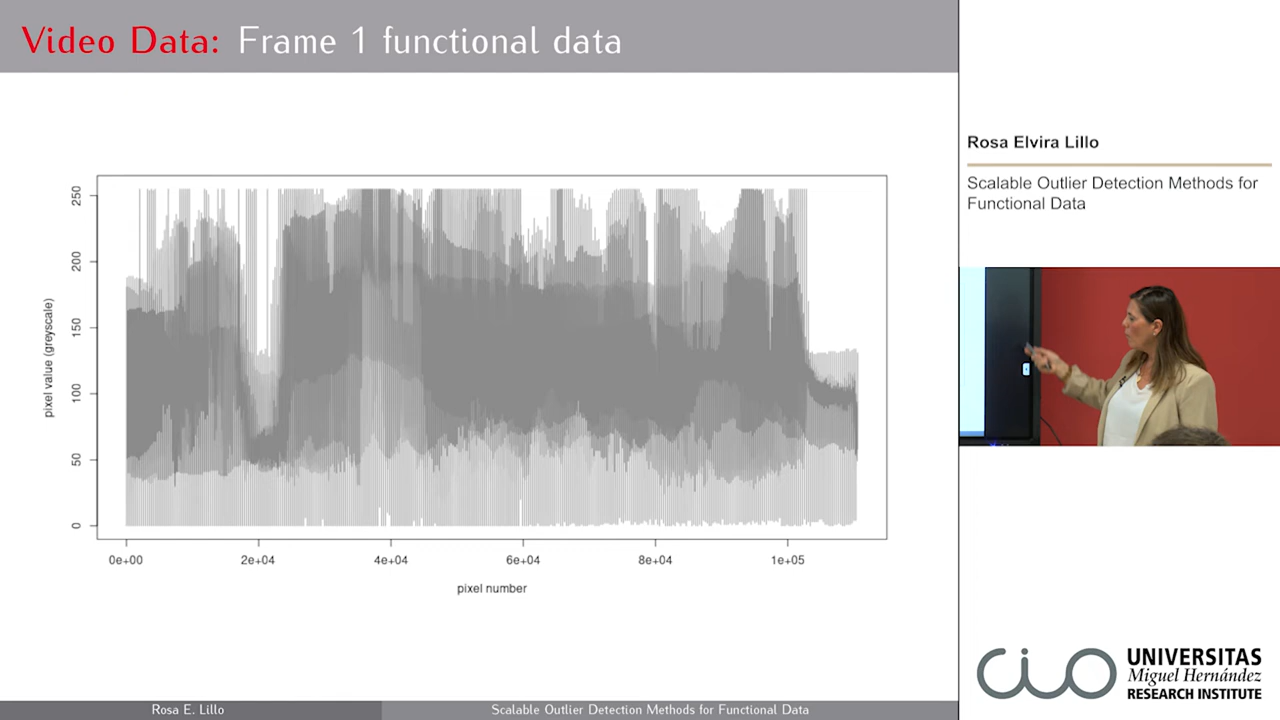 Video Data: Frame 1 functional data
250
200
150
100
50
0
pixel value (greyscale)
0e+00 2e+04 4e+04 6e+04 8e+04 1e+05
pixel number
Rosa E. Lillo
Scalable Outlier Detection Methods for Functional Data
Rosa Elvira Lillo
Scalable Outlier Detection Methods for
Functional Data
cio
UNIVERSITAS
Miguel Hernández
RESEARCH INSTITUTE